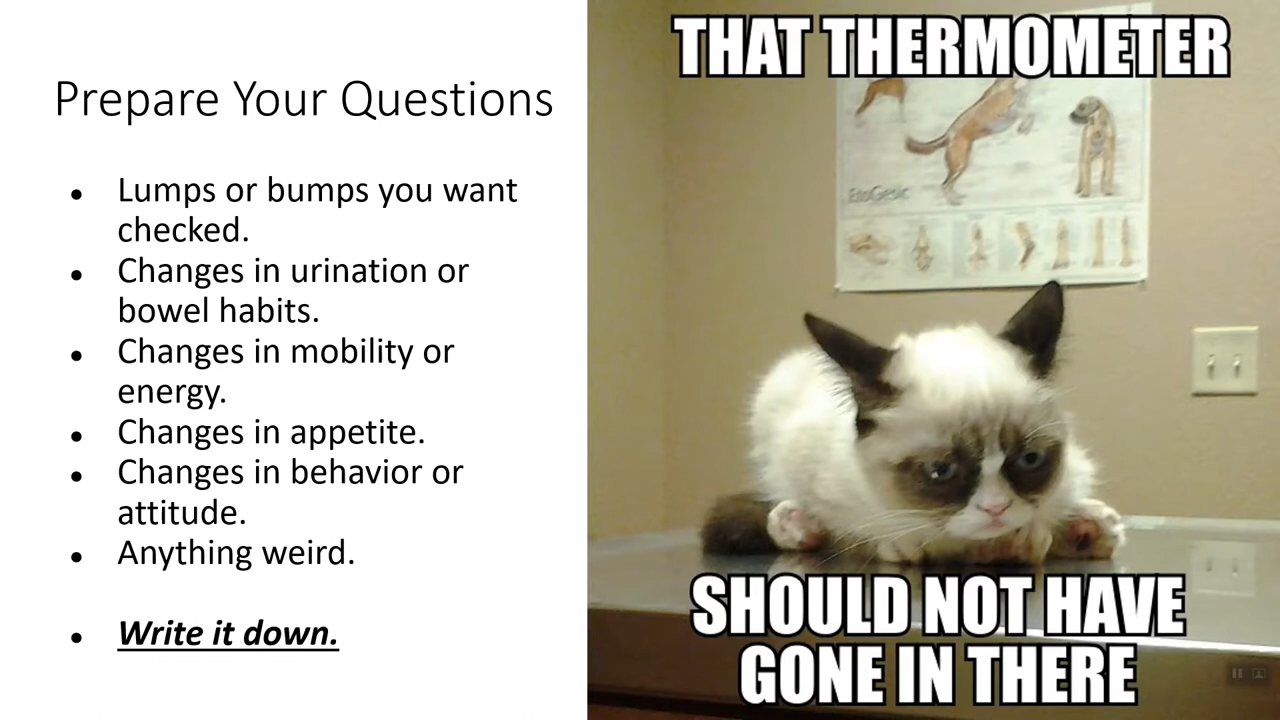 Prepare Your Questions
● Lumps or bumps you want
checked.
● Changes in urination or
bowel habits.
● Changes in mobility or
energy.
● Changes in appetite.
● Changes in behavior or
attitude.
● Anything weird.
● Write it down.
THAT THERMOMETER
EtoGesic
SHOULD NOT HAVE
GONE IN THERE